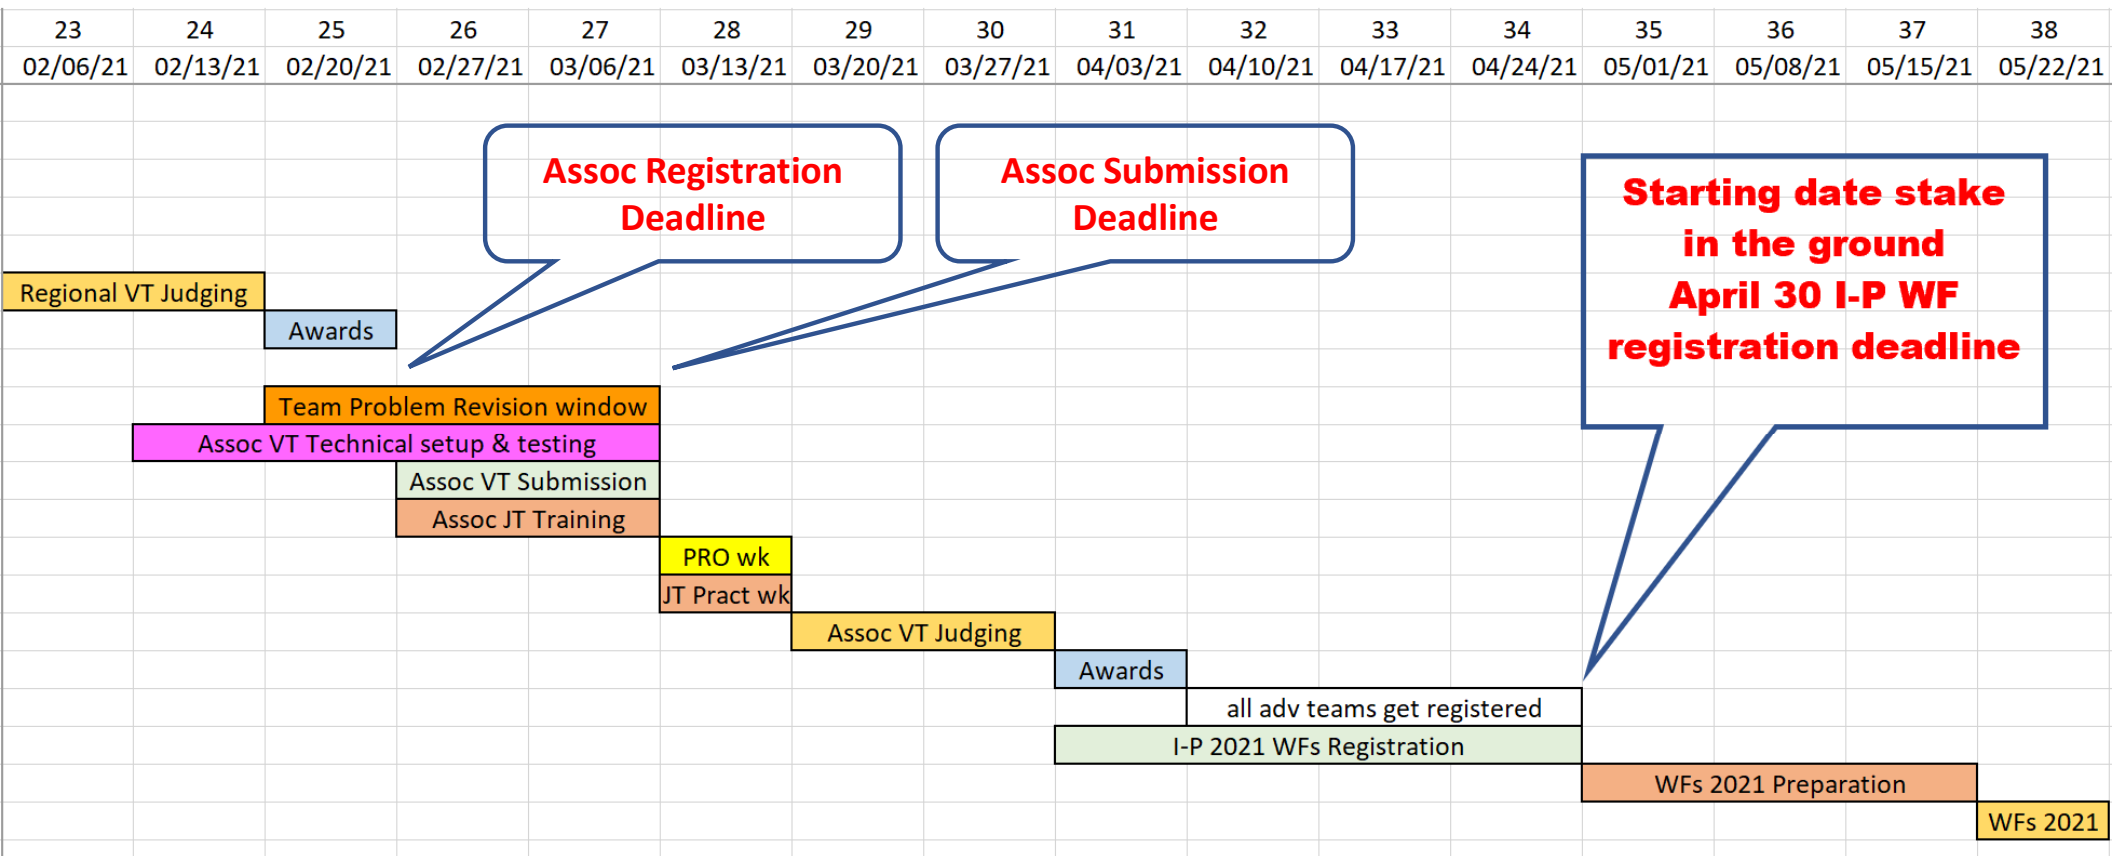 23 24 25 26 27 28 29 30 31 32 33 34 35 36 37 38
02/06/21 02/13/21 02/20/21 02/27/21 03/06/21 03/13/21 03/20/21 03/27/21 04/03/21 04/10/21 04/17/21 04/24/21 05/01/21 05/08/21 05/15/21 05/22/21
Assoc Registration
Deadline
Assoc Submission
Deadline
Starting date stake
in the ground
April 30 I-P WF
registration deadline
Regional VT Judging
Awards
Team Problem Revision window
Assoc VT Technical setup & testing
Assoc VT Submission
Assoc JT Training
PRO wk
JT Pract wk
Assoc VT Judging
Awards
all adv teams get registered
I-P 2021 WFs Registration
WFs 2021 Preparation
WFs 2021